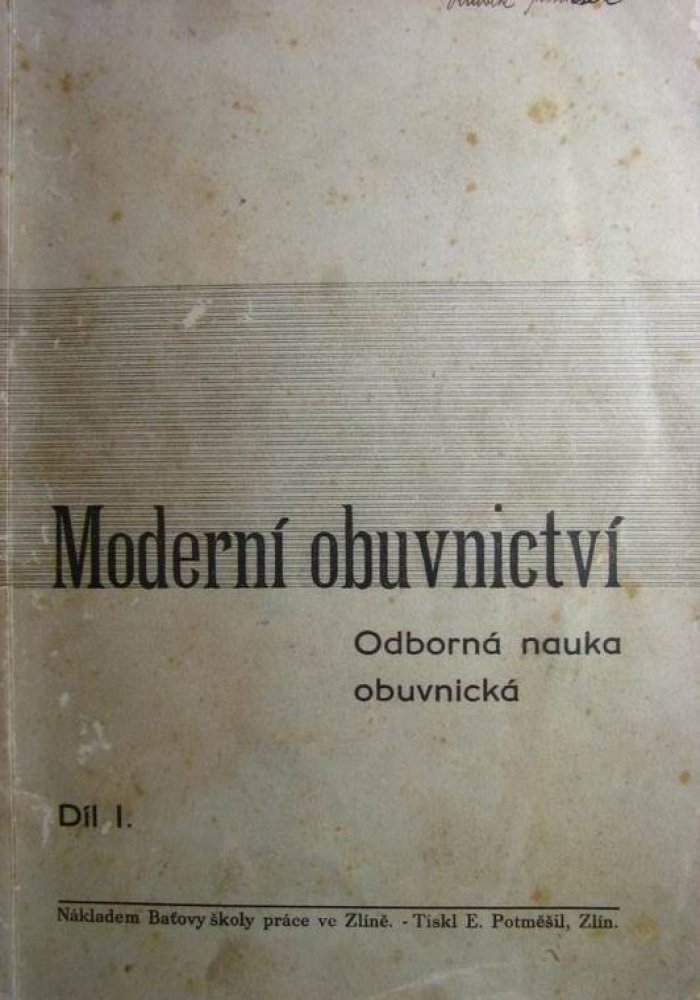 Moderní obuvnictví
Odborná nauka
obuvnická
Díl I.
Nákladem Baťovy školy práce ve Zlíně. - Tiskl E. Potměšil, Zlín.